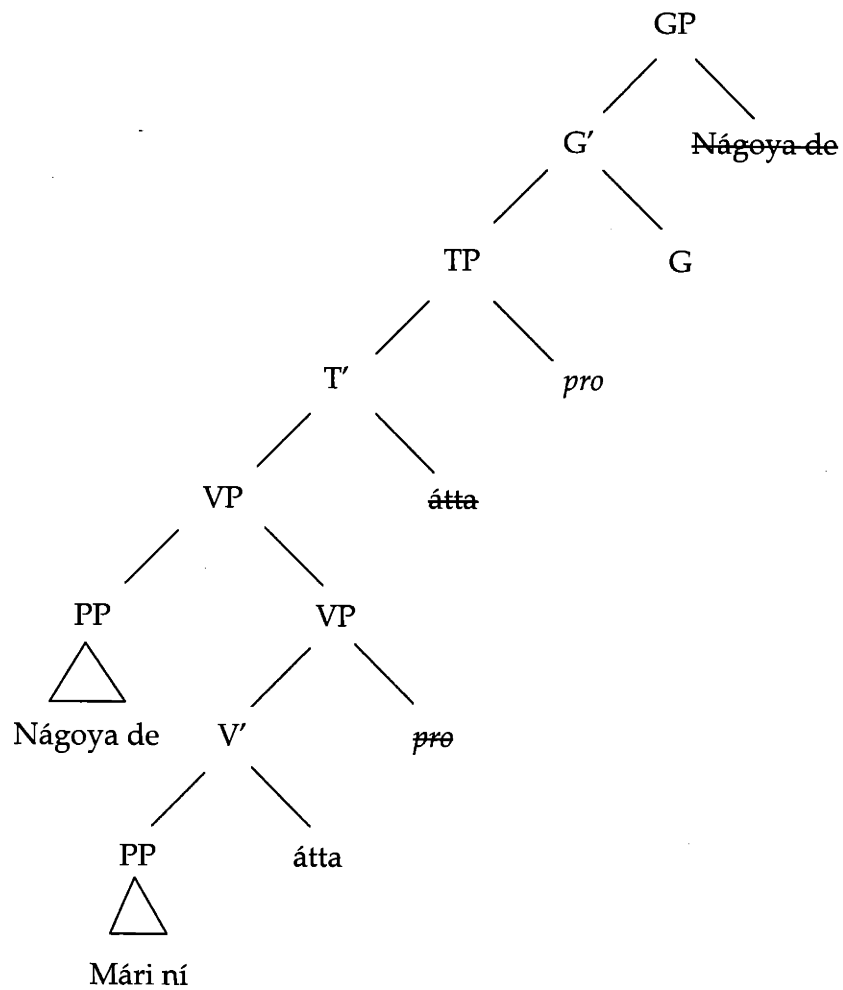 GP
G′ ~~Nágoya de~~
TP G
T′ pro
VP ~~átta~~
PP VP
Nágoya de V′ ~~pro~~
PP átta
Mári ní